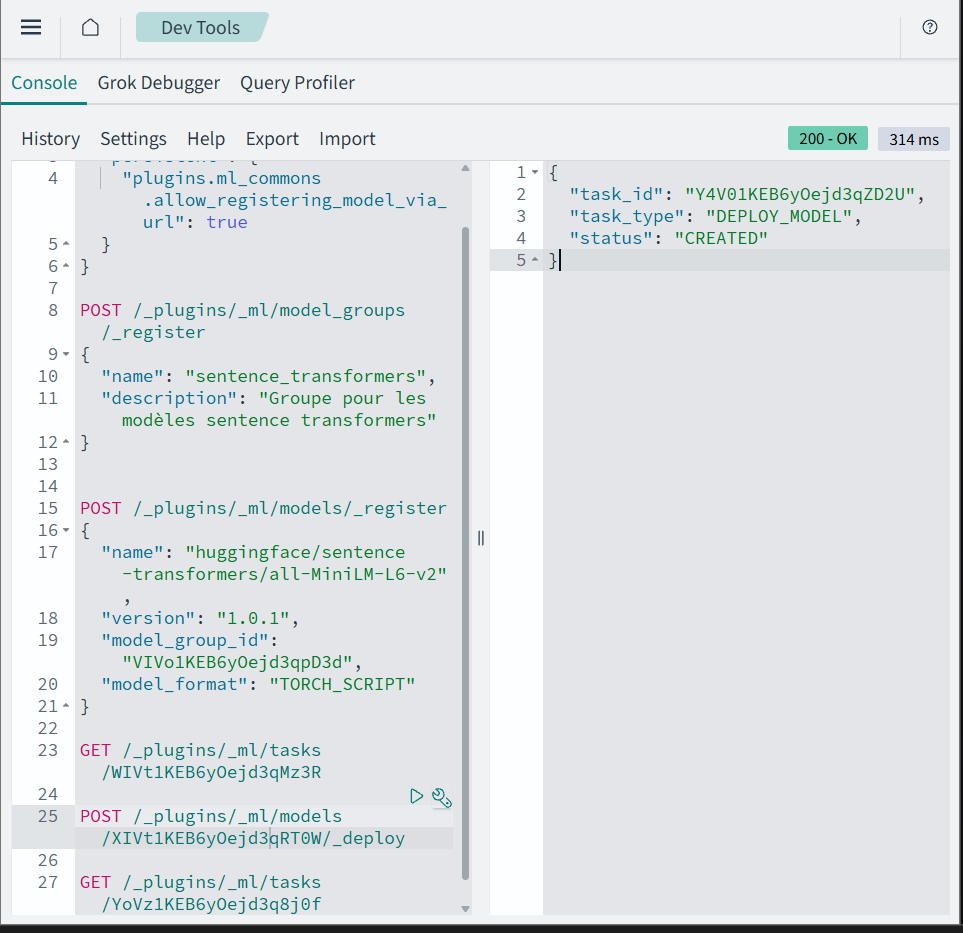 Dev Tools
Console Grok Debugger Query Profiler
History Settings Help Export Import 200 - OK 314 ms
4 "plugins.ml_commons
.allow_registering_model_via_
url": true
5 }
6 }
7
8 POST /_plugins/_ml/model_groups
/_register
9 {
10 "name": "sentence_transformers",
11 "description": "Groupe pour les
modèles sentence transformers"
12 }
13
14
15 POST /_plugins/_ml/models/_register
16 {
17 "name": "huggingface/sentence
-transformers/all-MiniLM-L6-v2"
,
18 "version": "1.0.1",
19 "model_group_id":
"VIVo1KEB6yOejd3qpD3d",
20 "model_format": "TORCH_SCRIPT"
21 }
22
23 GET /_plugins/_ml/tasks
/WIVt1KEB6yOejd3qMz3R
24
25 POST /_plugins/_ml/models
/XIVt1KEB6yOejd3qRT0W/_deploy
26
27 GET /_plugins/_ml/tasks
/YoVz1KEB6yOejd3q8j0f
1 {
2 "task_id": "Y4V01KEB6yOejd3qZD2U",
3 "task_type": "DEPLOY_MODEL",
4 "status": "CREATED"
5 }